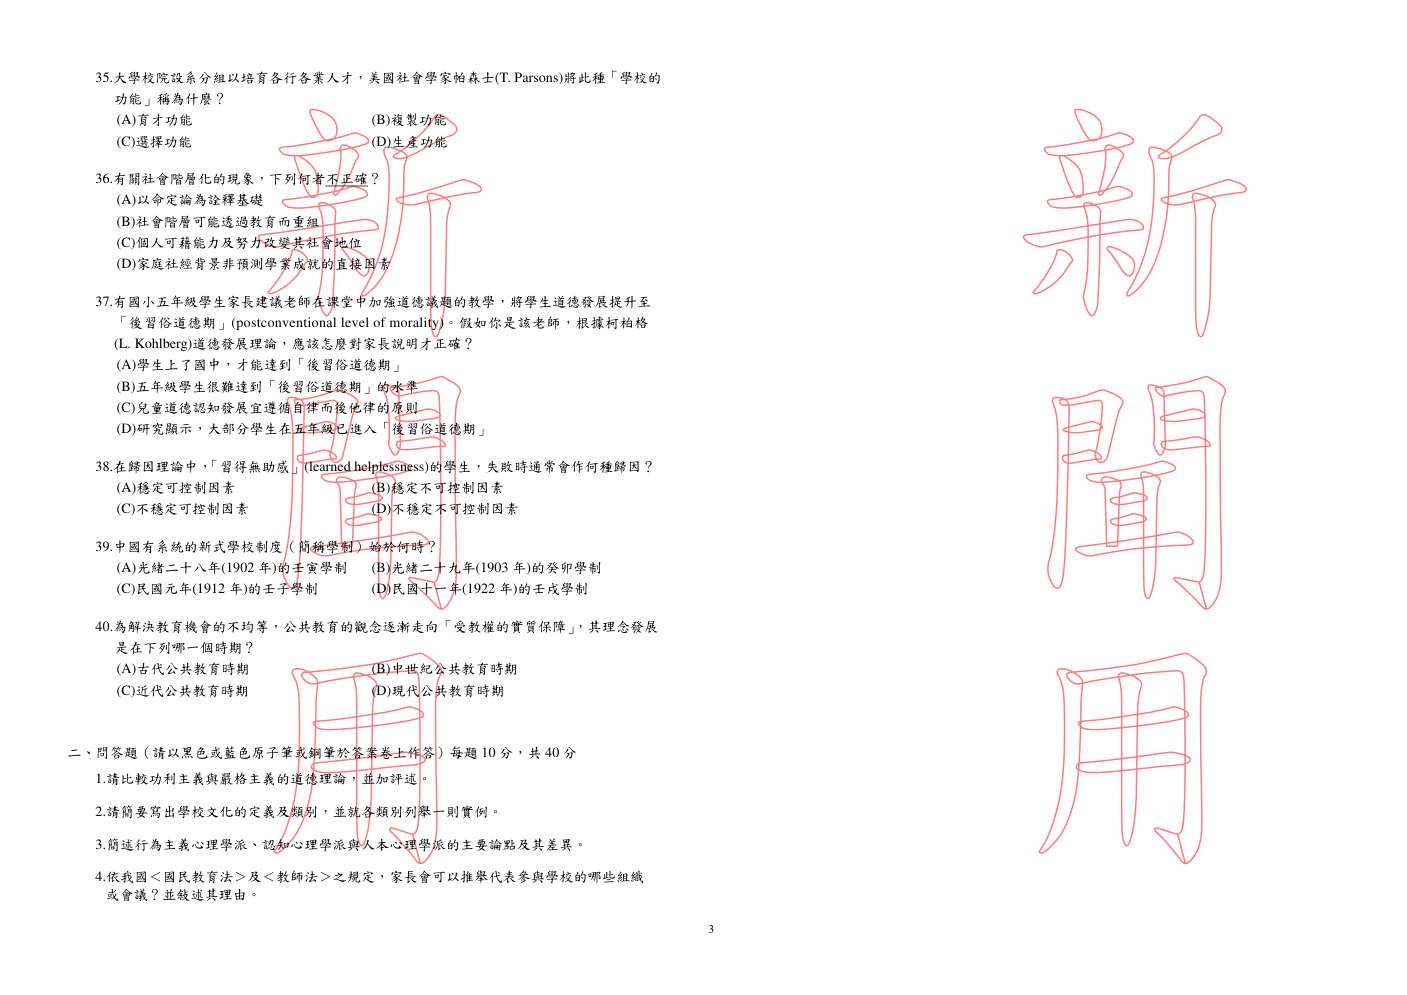 35.大學校院設系分組以培育各行各業人才，美國社會學家帕森士(T. Parsons)將此種「學校的
功能」稱為什麼？
(A)育才功能 (B)複製功能
(C)選擇功能 (D)生產功能
36.有關社會階層化的現象，下列何者不正確？
(A)以命定論為詮釋基礎
(B)社會階層可能透過教育而重組
(C)個人可藉能力及努力改變其社會地位
(D)家庭社經背景非預測學業成就的直接因素
37.有國小五年級學生家長建議老師在課堂中加強道德議題的教學，將學生道德發展提升至
「後習俗道德期」(postconventional level of morality)。假如你是該老師，根據柯柏格
(L. Kohlberg)道德發展理論，應該怎麼對家長說明才正確？
(A)學生上了國中，才能達到「後習俗道德期」
(B)五年級學生很難達到「後習俗道德期」的水準
(C)兒童道德認知發展宜遵循自律而後他律的原則
(D)研究顯示，大部分學生在五年級已進入「後習俗道德期」
38.在歸因理論中，「習得無助感」(learned helplessness)的學生，失敗時通常會作何種歸因？
(A)穩定可控制因素 (B)穩定不可控制因素
(C)不穩定可控制因素 (D)不穩定不可控制因素
39.中國有系統的新式學校制度（簡稱學制）始於何時？
(A)光緒二十八年(1902 年)的壬寅學制 (B)光緒二十九年(1903 年)的癸卯學制
(C)民國元年(1912 年)的壬子學制 (D)民國十一年(1922 年)的壬戌學制
40.為解決教育機會的不均等，公共教育的觀念逐漸走向「受教權的實質保障」，其理念發展
是在下列哪一個時期？
(A)古代公共教育時期 (B)中世紀公共教育時期
(C)近代公共教育時期 (D)現代公共教育時期
二、問答題（請以黑色或藍色原子筆或鋼筆於答案卷上作答）每題 10 分，共 40 分
1.請比較功利主義與嚴格主義的道德理論，並加評述。
2.請簡要寫出學校文化的定義及類別，並就各類別列舉一則實例。
3.簡述行為主義心理學派、認知心理學派與人本心理學派的主要論點及其差異。
4.依我國＜國民教育法＞及＜教師法＞之規定，家長會可以推舉代表參與學校的哪些組織
或會議？並敍述其理由。
3
新聞用
新聞用